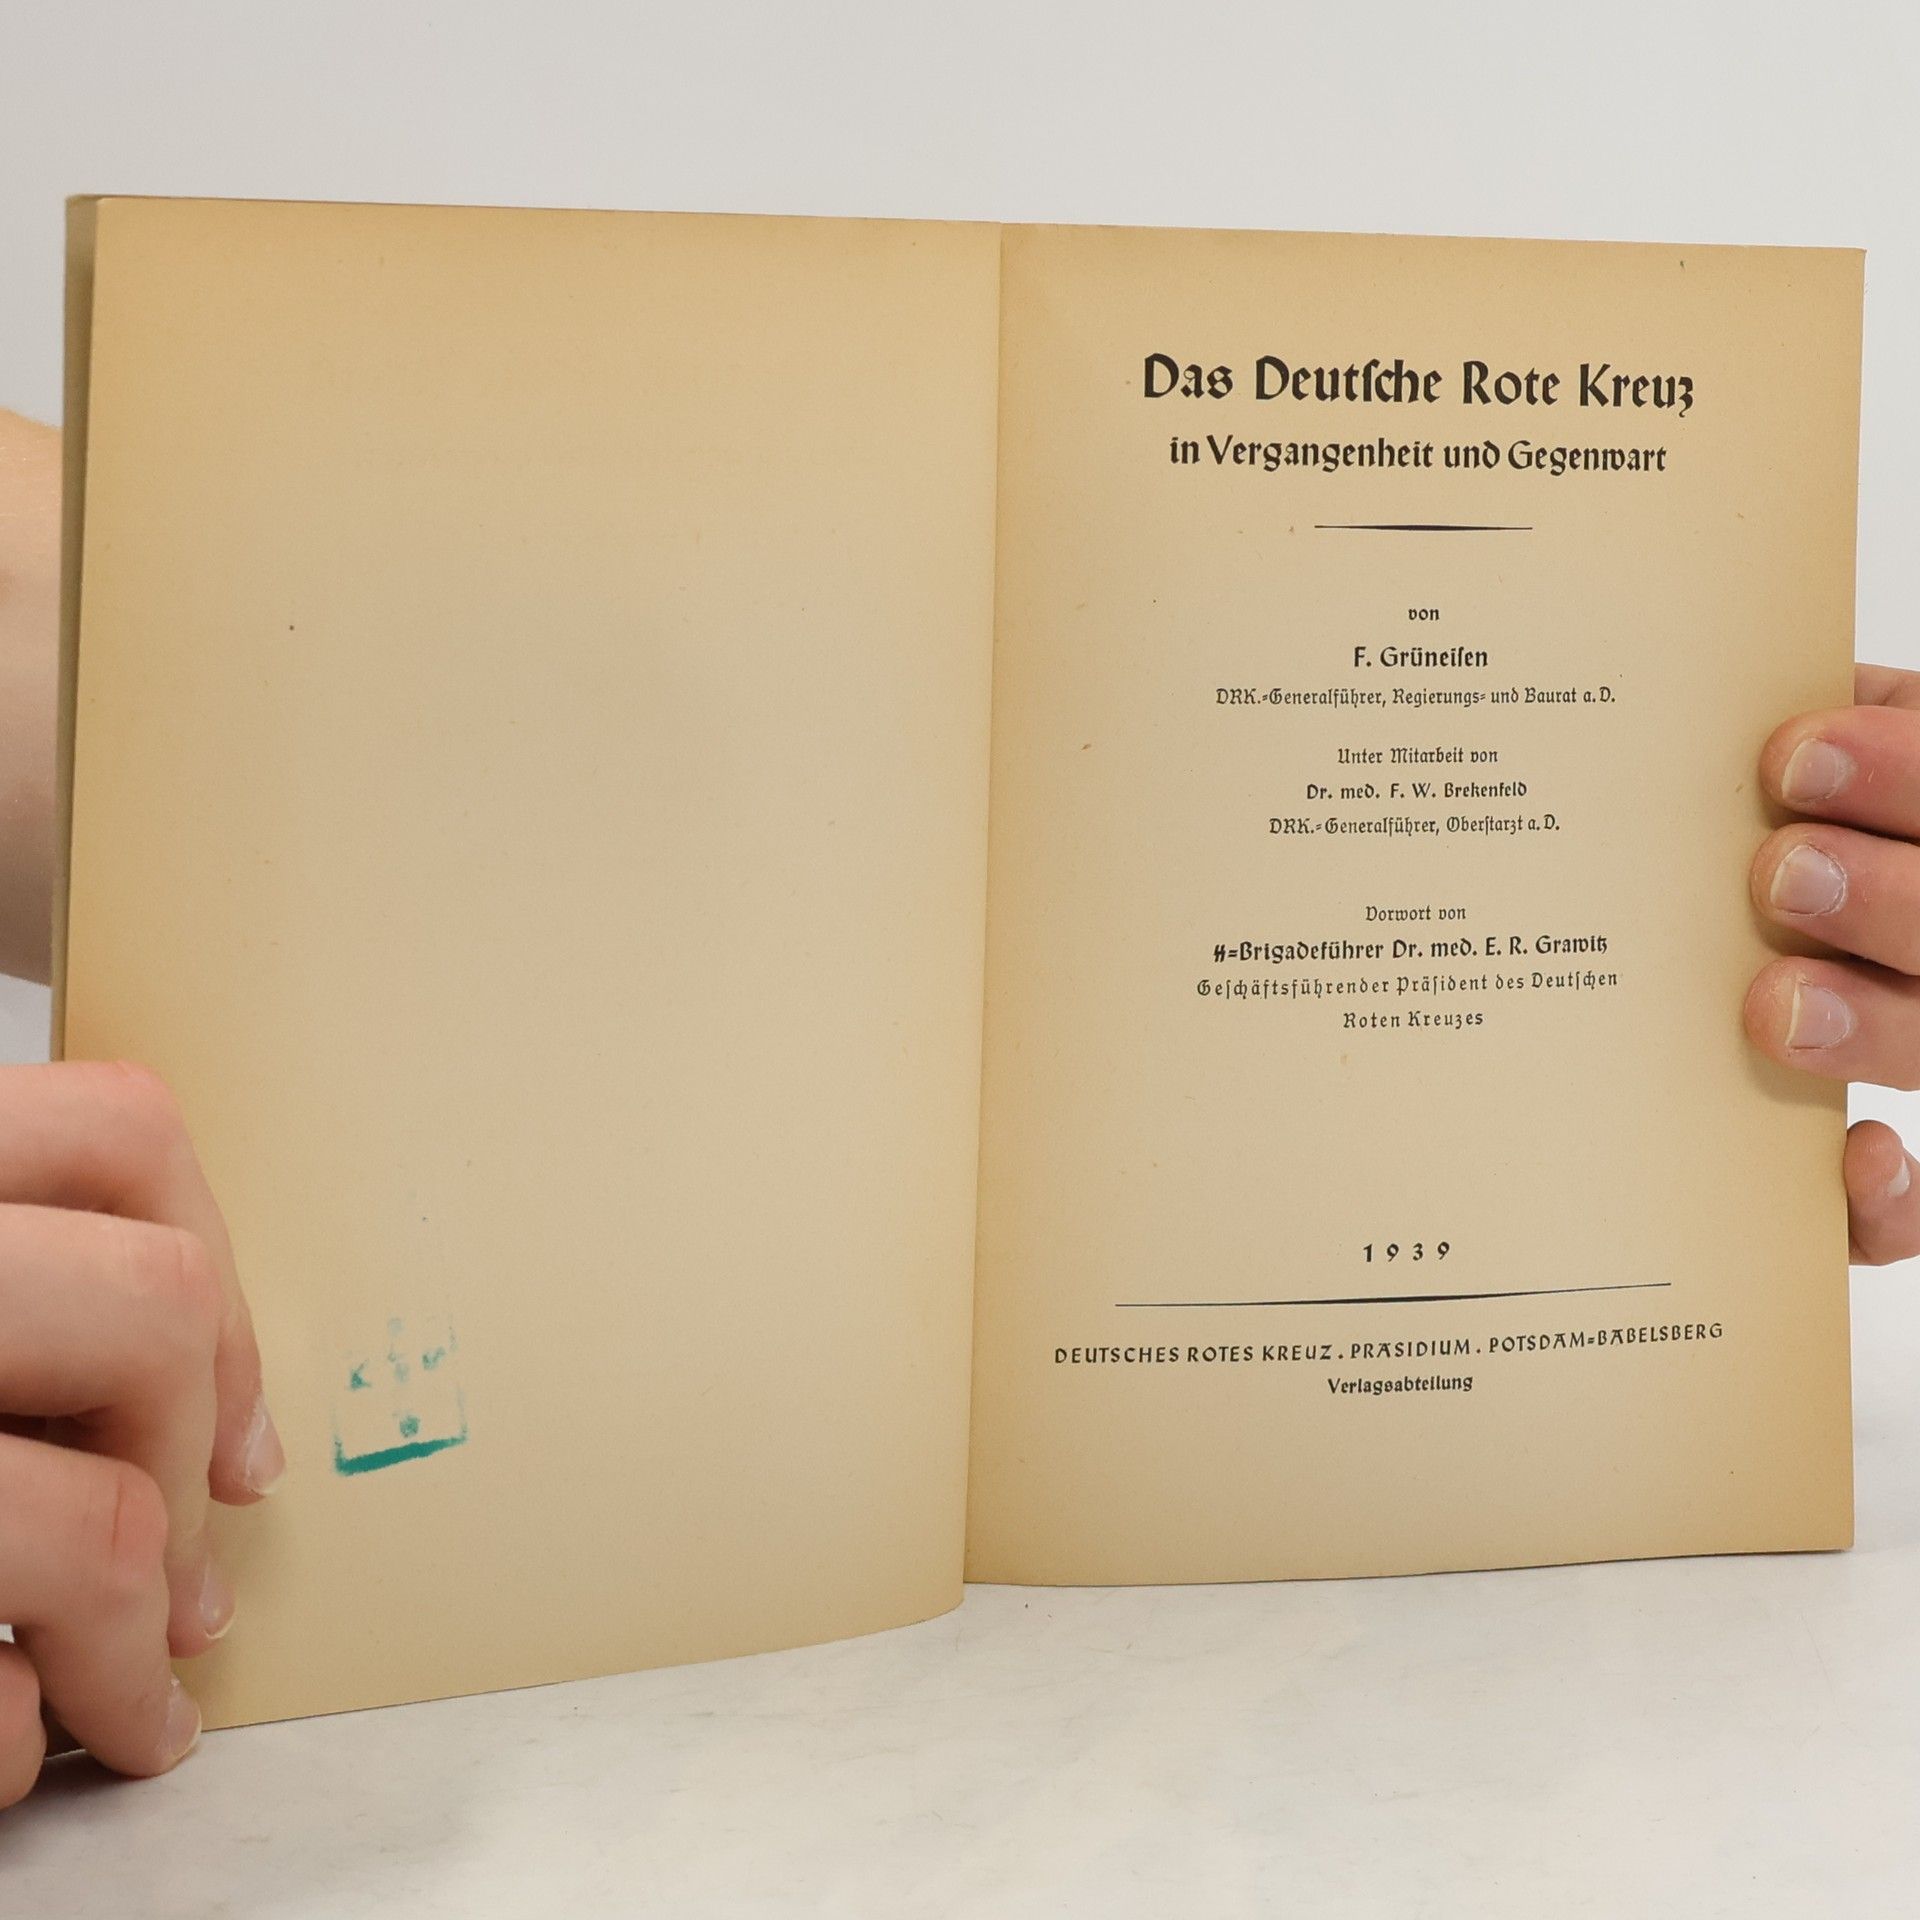 Das Deutſche Rote Kreuz
in Vergangenheit und Gegenwart
von
F. Grüneiſen
DRK.=Generalführer, Regierungs= und Baurat a. D.
Unter Mitarbeit von
Dr. med. F. W. Brekenfeld
DRK.=Generalführer, Oberſtarzt a. D.
Vorwort von
SS=Brigadeführer Dr. med. E. R. Grawitz
Geſchäftsführender Präſident des Deutſchen
Roten Kreuzes
1939
DEUTSCHES ROTES KREUZ . PRÄSIDIUM . POTSDAM=BABELSBERG
Verlagsabteilung